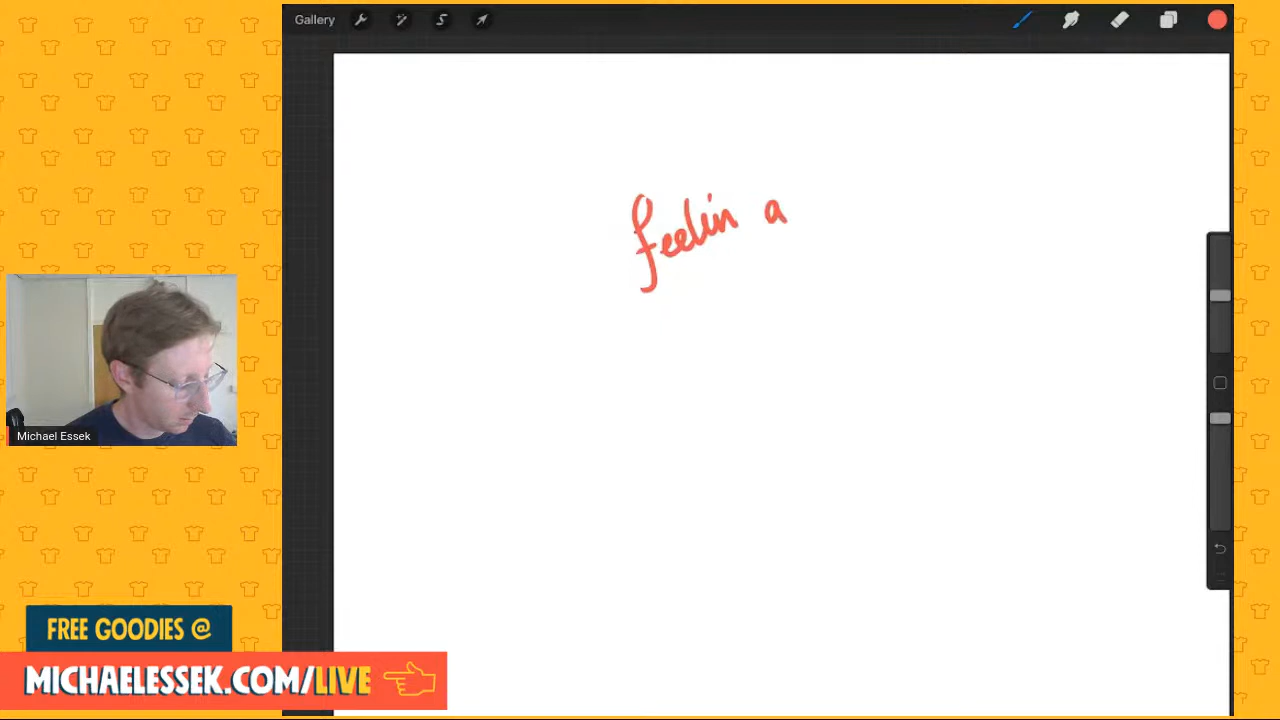 Gallery
feelin a
Michael Essek
FREE GOODIES @
MICHAELESSEK.COM/LIVE